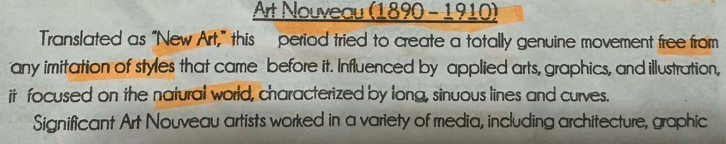 Art Nouveau (1890 – 1910)
Translated as "New Art," this period tried to create a totally genuine movement free from
any imitation of styles that came before it. Influenced by applied arts, graphics, and illustration,
it focused on the natural world, characterized by long, sinuous lines and curves.
Significant Art Nouveau artists worked in a variety of media, including architecture, graphic